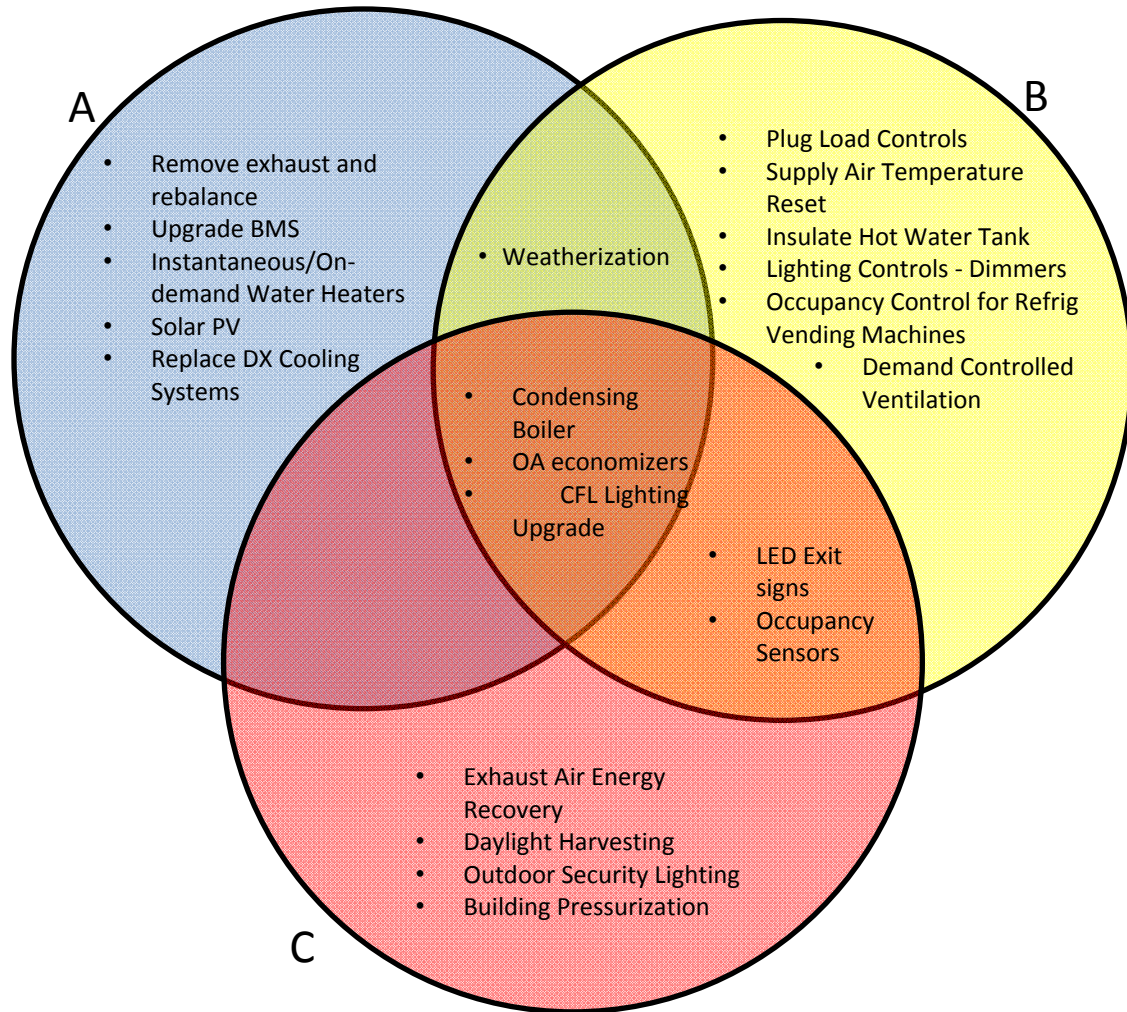 A
B
• Remove exhaust and
rebalance
• Upgrade BMS
• Instantaneous/On-
demand Water Heaters
• Solar PV
• Replace DX Cooling
Systems
• Weatherization
• Plug Load Controls
• Supply Air Temperature
Reset
• Insulate Hot Water Tank
• Lighting Controls - Dimmers
• Occupancy Control for Refrig
Vending Machines
• Demand Controlled
Ventilation
• Condensing
Boiler
• OA economizers
• CFL Lighting
Upgrade
• LED Exit
signs
• Occupancy
Sensors
• Exhaust Air Energy
Recovery
• Daylight Harvesting
• Outdoor Security Lighting
• Building Pressurization
C